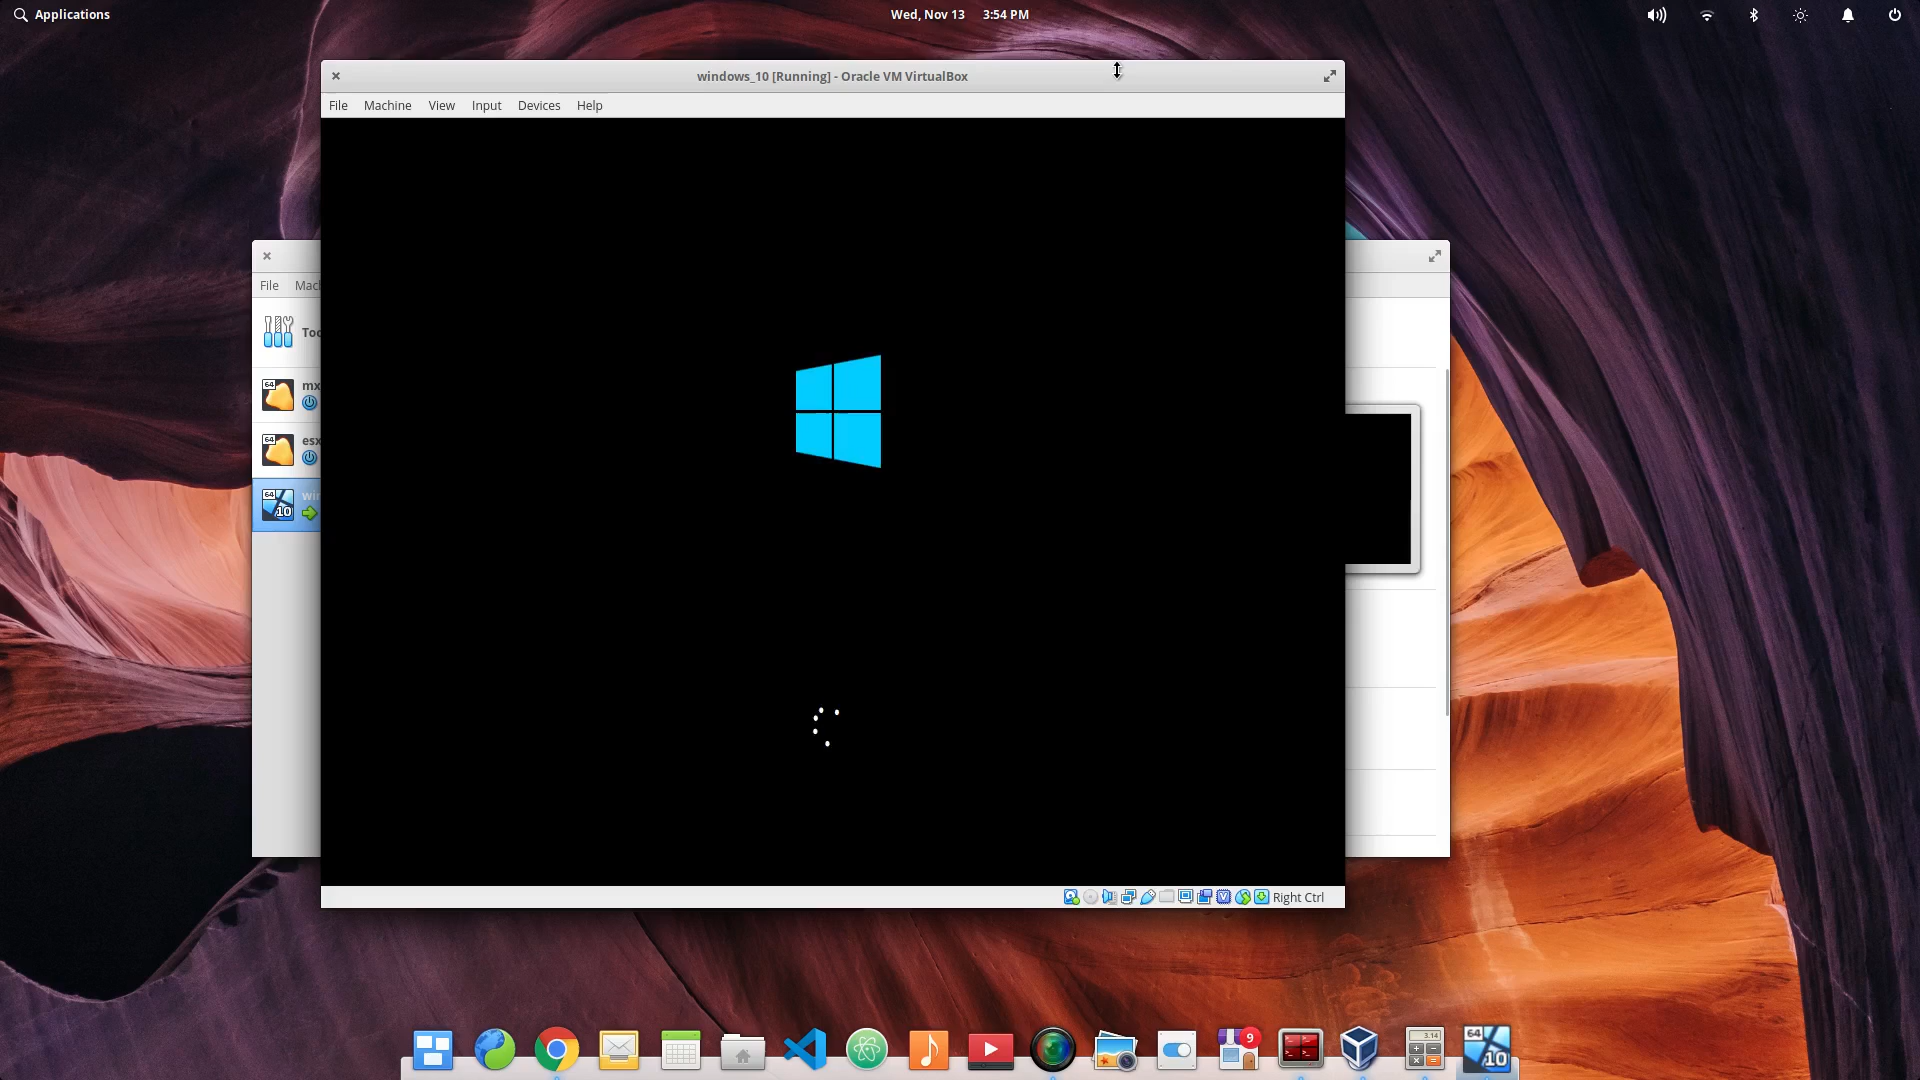 Applications
Wed, Nov 13 3:54 PM
windows_10 [Running] - Oracle VM VirtualBox
File Machine View Input Devices Help
File Mac
Too
64
mx
64
esx
64
win
10
Right Ctrl
9
3.14
64
10